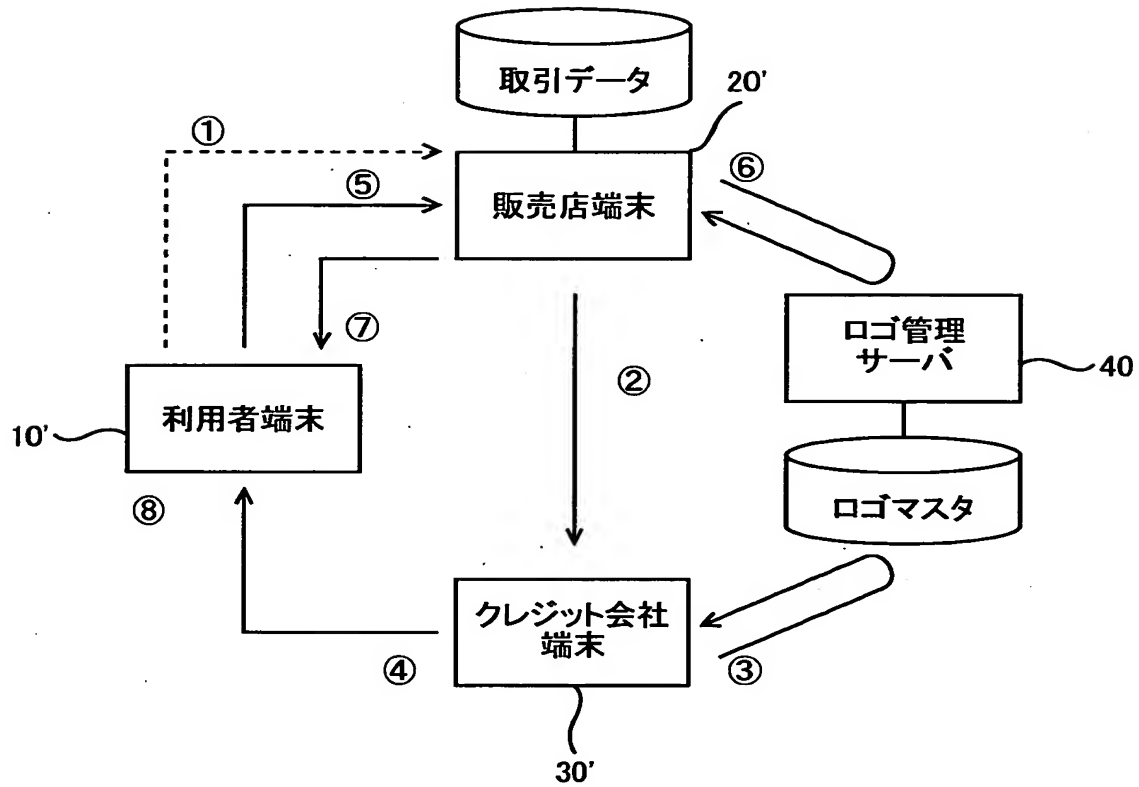 取引データ
20'
①
⑥
⑤
販売店端末
⑦
ロゴ管理
サーバ
②
40
利用者端末
10'
ロゴマスタ
⑧
クレジット会社
端末
④
③
30'